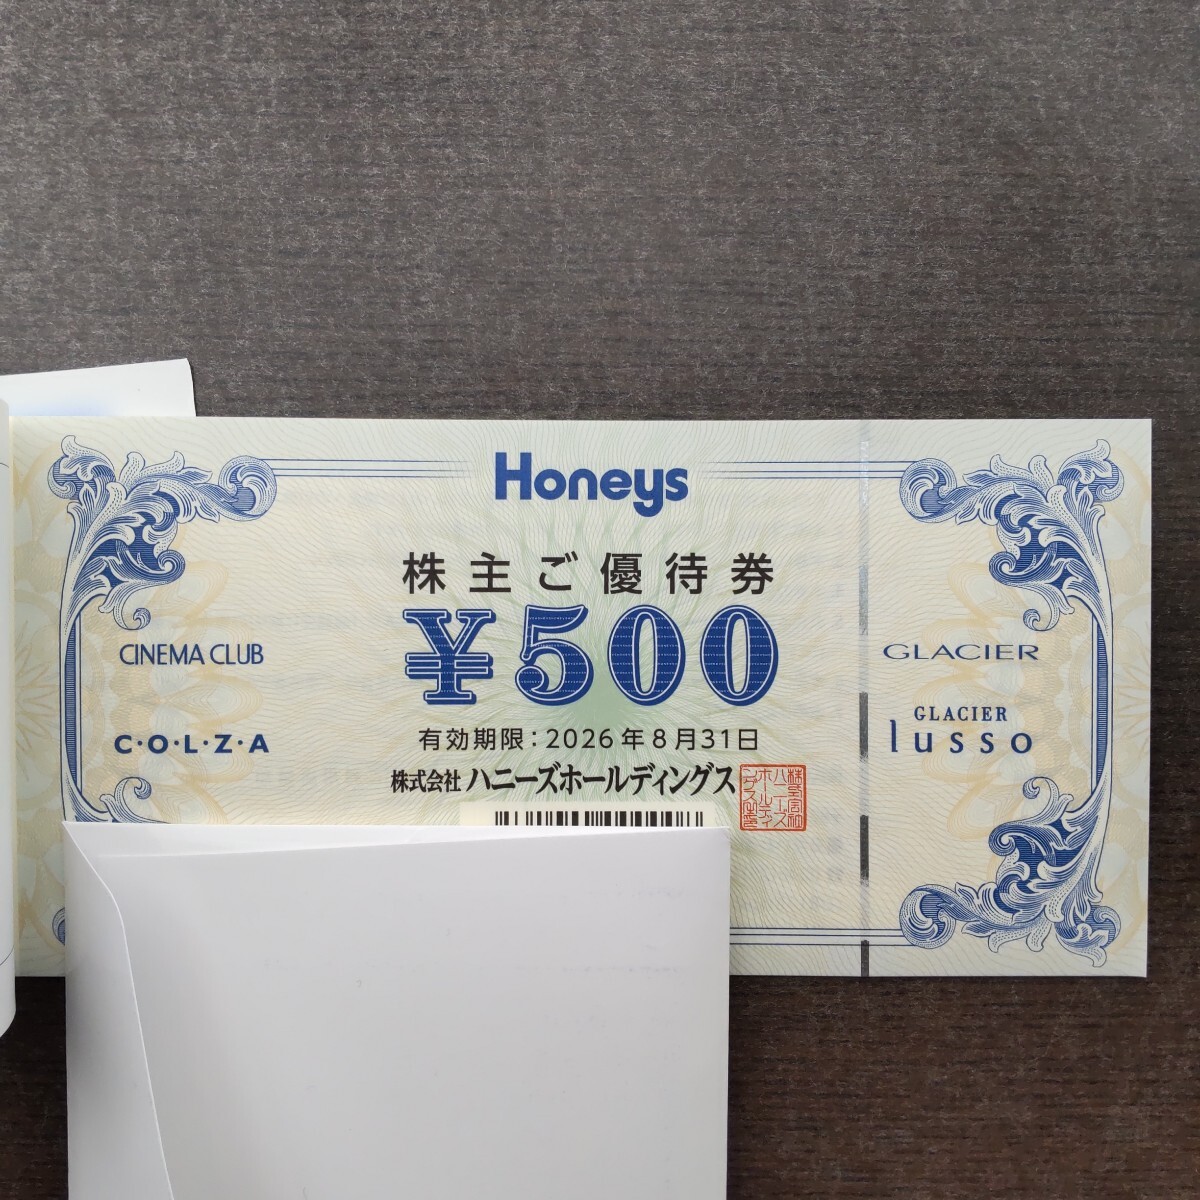 Honeys
株主ご優待券
¥500
有効期限：2026年8月31日
株式会社 ハニーズホールディングス
CINEMA CLUB
C・O・L・Z・A
GLACIER
GLACIER
lusso